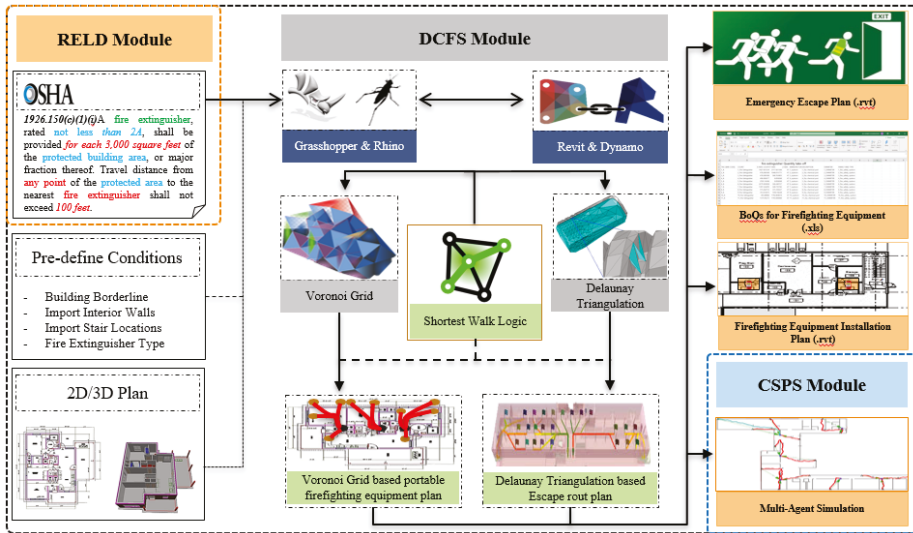 RELD Module
OSHA
1926.150(c)(1)(i)A fire extinguisher,
rated not less than 2A, shall be
provided for each 3,000 square feet of
the protected building area, or major
fraction thereof. Travel distance from
any point of the protected area to the
nearest fire extinguisher shall not
exceed 100 feet.
Pre-define Conditions
- Building Borderline
- Import Interior Walls
- Import Stair Locations
- Fire Extinguisher Type
2D/3D Plan
DCFS Module
Grasshopper & Rhino
Revit & Dynamo
Voronoi Grid
Shortest Walk Logic
Delaunay
Triangulation
Voronoi Grid based portable
firefighting equipment plan
Delaunay Triangulation based
Escape rout plan
EXIT
Emergency Escape Plan (.rvt)
BoQs for Firefighting Equipment
(.xls)
Firefighting Equipment Installation
Plan (.rvt)
CSPS Module
Multi-Agent Simulation